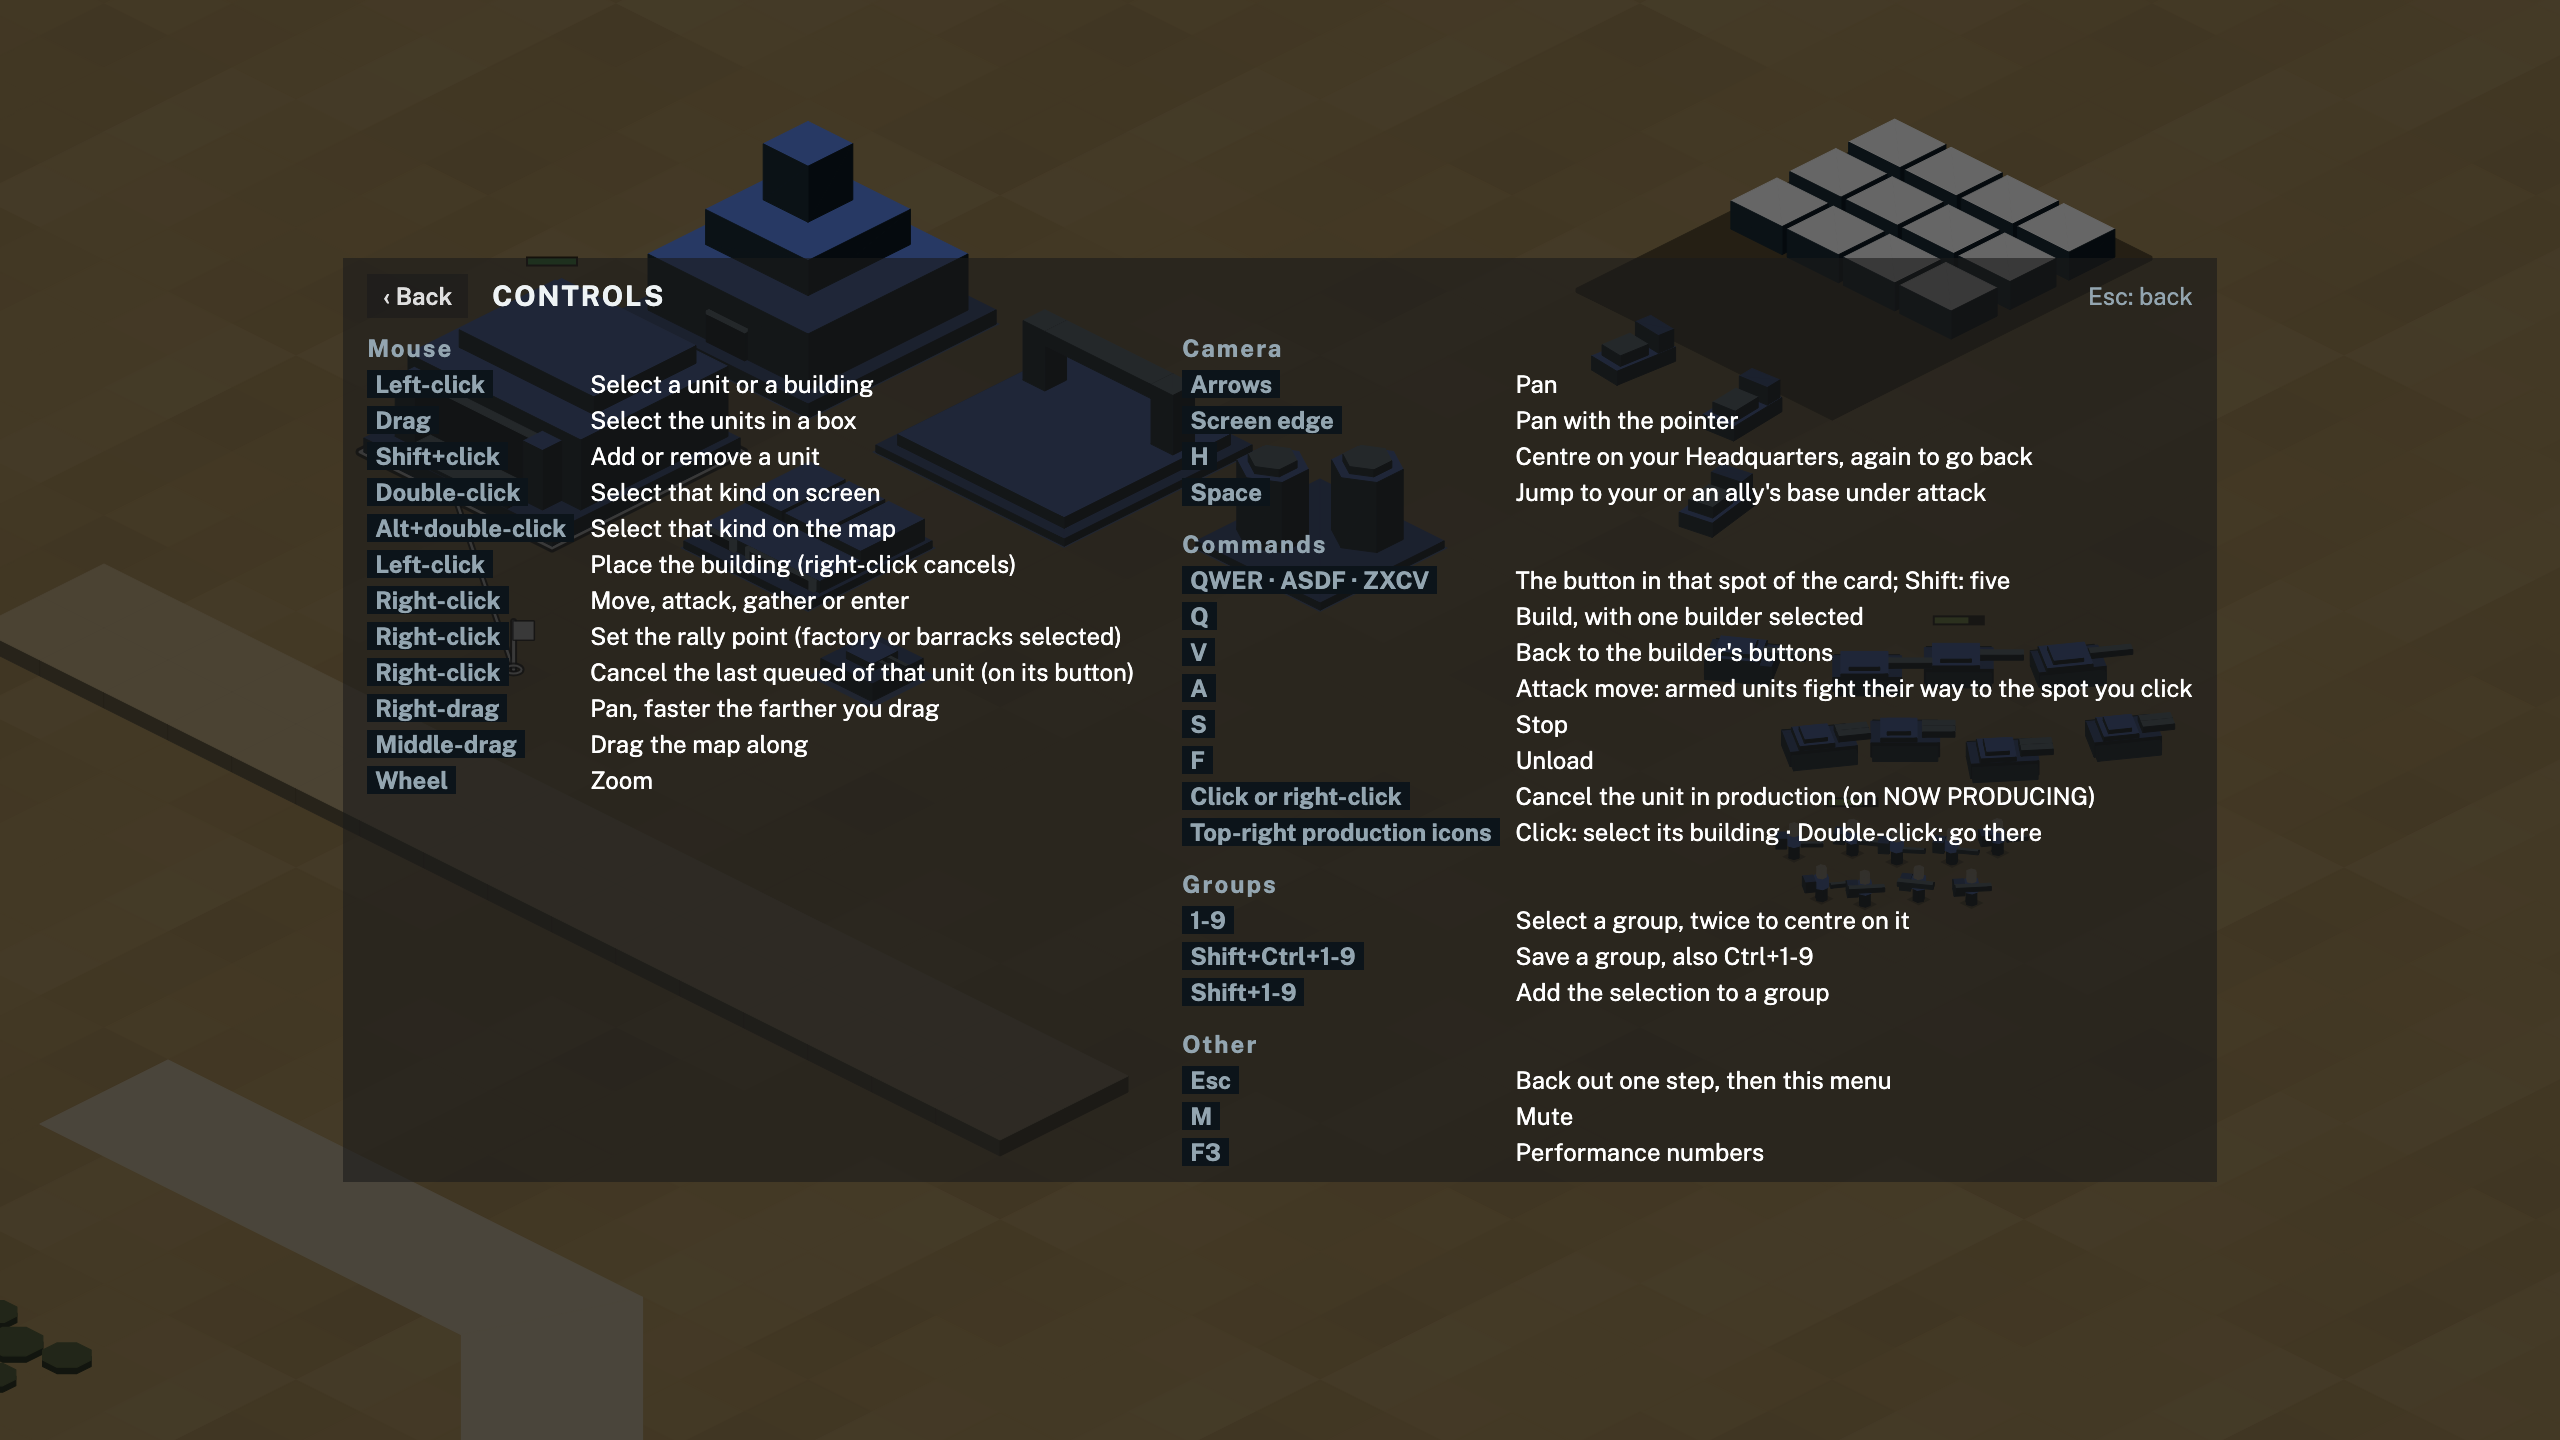 ‹ Back CONTROLS Esc: back
Mouse
Left-click Select a unit or a building
Drag Select the units in a box
Shift+click Add or remove a unit
Double-click Select that kind on screen
Alt+double-click Select that kind on the map
Left-click Place the building (right-click cancels)
Right-click Move, attack, gather or enter
Right-click Set the rally point (factory or barracks selected)
Right-click Cancel the last queued of that unit (on its button)
Right-drag Pan, faster the farther you drag
Middle-drag Drag the map along
Wheel Zoom
Camera
Arrows Pan
Screen edge Pan with the pointer
H Centre on your Headquarters, again to go back
Space Jump to your or an ally's base under attack
Commands
QWER · ASDF · ZXCV The button in that spot of the card; Shift: five
Q Build, with one builder selected
V Back to the builder's buttons
A Attack move: armed units fight their way to the spot you click
S Stop
F Unload
Click or right-click Cancel the unit in production (on NOW PRODUCING)
Top-right production icons Click: select its building · Double-click: go there
Groups
1-9 Select a group, twice to centre on it
Shift+Ctrl+1-9 Save a group, also Ctrl+1-9
Shift+1-9 Add the selection to a group
Other
Esc Back out one step, then this menu
M Mute
F3 Performance numbers